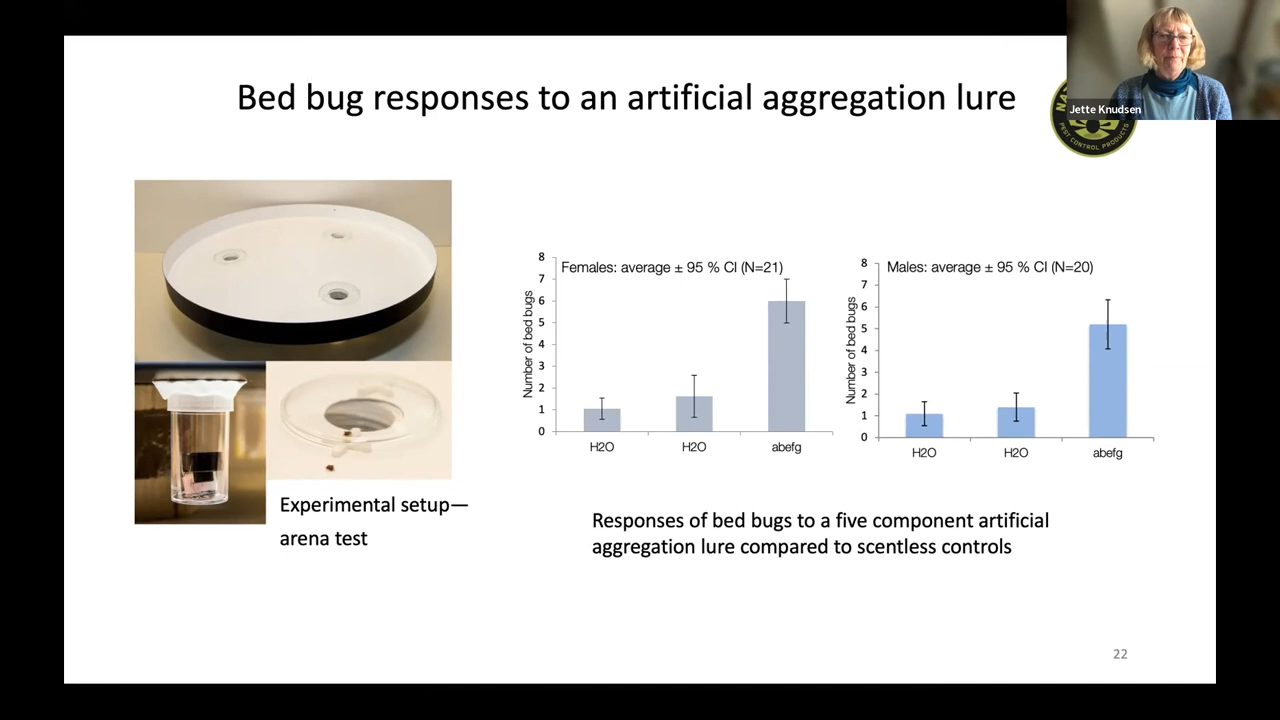 Bed bug responses to an artificial aggregation lure
Jette Knudsen
PEST CONTROL PRODUCTS
Females: average ± 95 % CI (N=21)
Number of bed bugs
8
7
6
5
4
3
2
1
0
H2O
H2O
abefg
Males: average ± 95 % CI (N=20)
Number of bed bugs
8
7
6
5
4
3
2
1
0
H2O
H2O
abefg
Experimental setup—
arena test
Responses of bed bugs to a five component artificial
aggregation lure compared to scentless controls
22